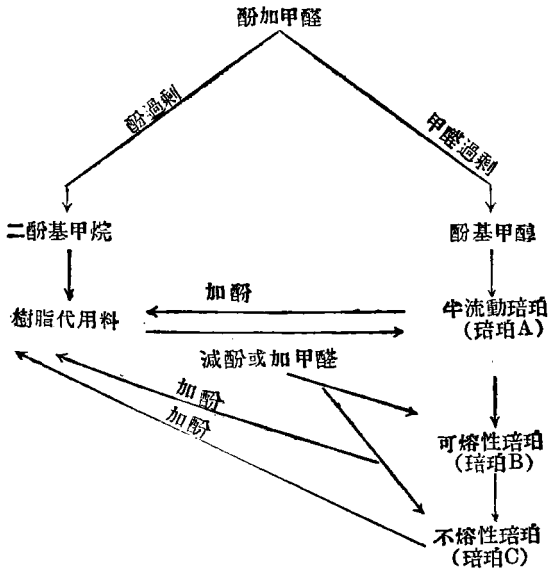 酚加甲醛
酚過剩
甲醛過剩
二酚基甲烷
酚基甲醇
加酚
樹脂代用料
半流動琣珀
(琣珀A)
減酚或加甲醛
加酚
加酚
可熔性琣珀
(琣珀B)
不熔性琣珀
(琣珀C)